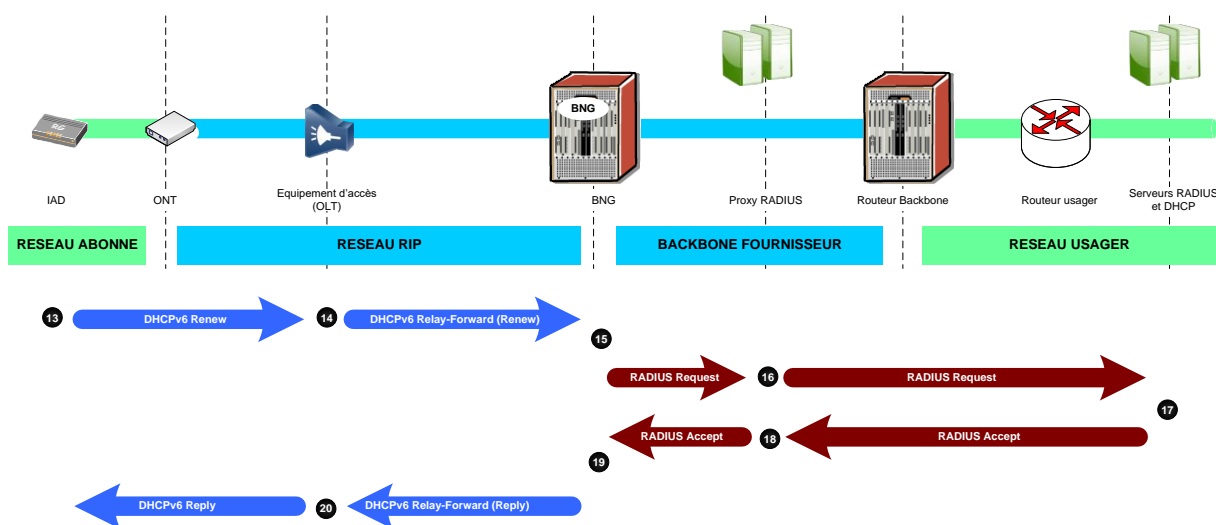 RG
BNG
IAD
ONT
Equipement d'accès
(OLT)
BNG
Proxy RADIUS
Routeur Backbone
Routeur usager
Serveurs RADIUS
et DHCP
RESEAU ABONNE
RESEAU RIP
BACKBONE FOURNISSEUR
RESEAU USAGER
13
DHCPv6 Renew
14
DHCPv6 Relay-Forward (Renew)
15
RADIUS Request
16
RADIUS Request
17
RADIUS Accept
18
RADIUS Accept
19
DHCPv6 Reply
20
DHCPv6 Relay-Forward (Reply)